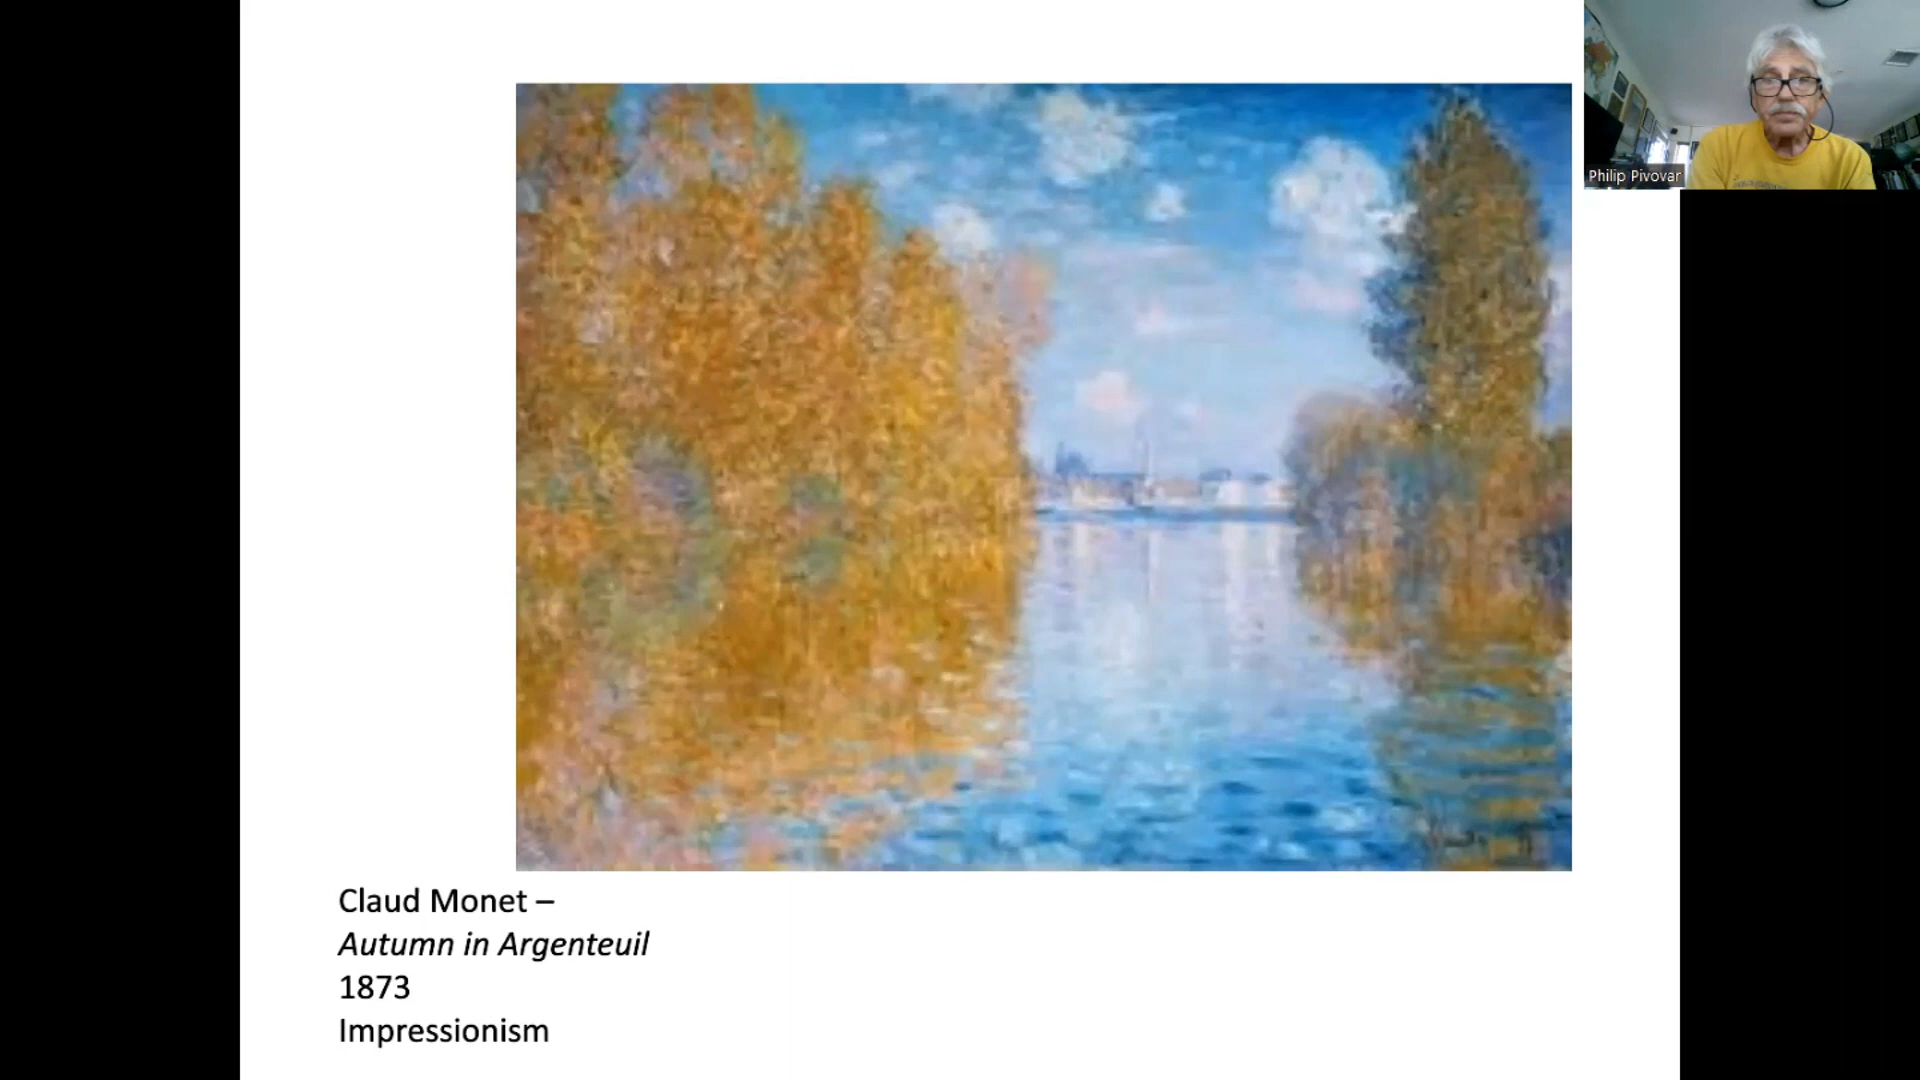 Philip Pivovar
Claud Monet –
Autumn in Argenteuil
1873
Impressionism